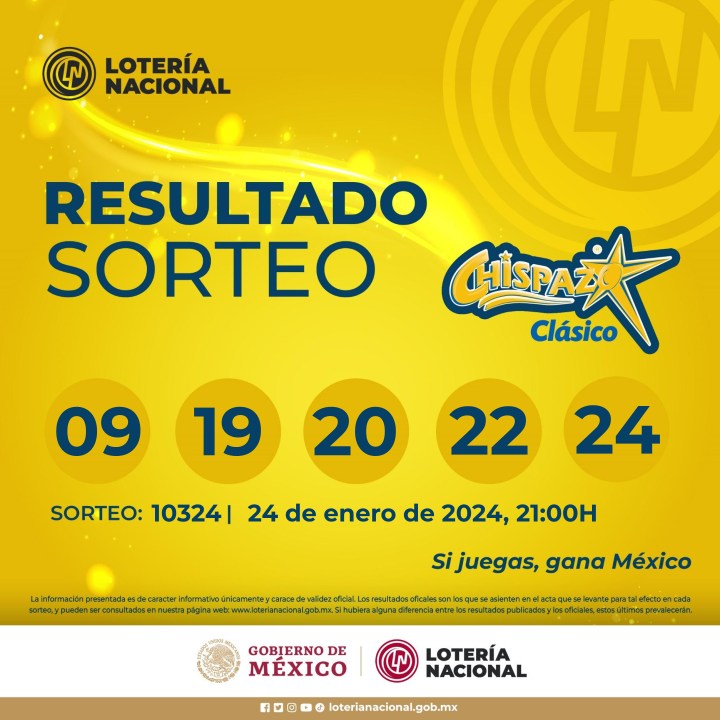 LOTERÍA
NACIONAL
RESULTADO
SORTEO
CHISPAZO
Clásico
09 19 20 22 24
SORTEO: 10324 | 24 de enero de 2024, 21:00H
Si juegas, gana México
La información presentada es de caracter informativo únicamente y carace de validez oficial. Los resultados oficales son los que se asienten en el acta que se levante para tal efecto en cada
sorteo, y pueden ser consultados en nuestra página web: www.loterianacional.gob.mx. Si hubiera alguna diferencia entre los resultados publicados y los oficiales, estos últimos prevalecerán.
GOBIERNO DE
MÉXICO
LOTERÍA
NACIONAL
loterianacional.gob.mx